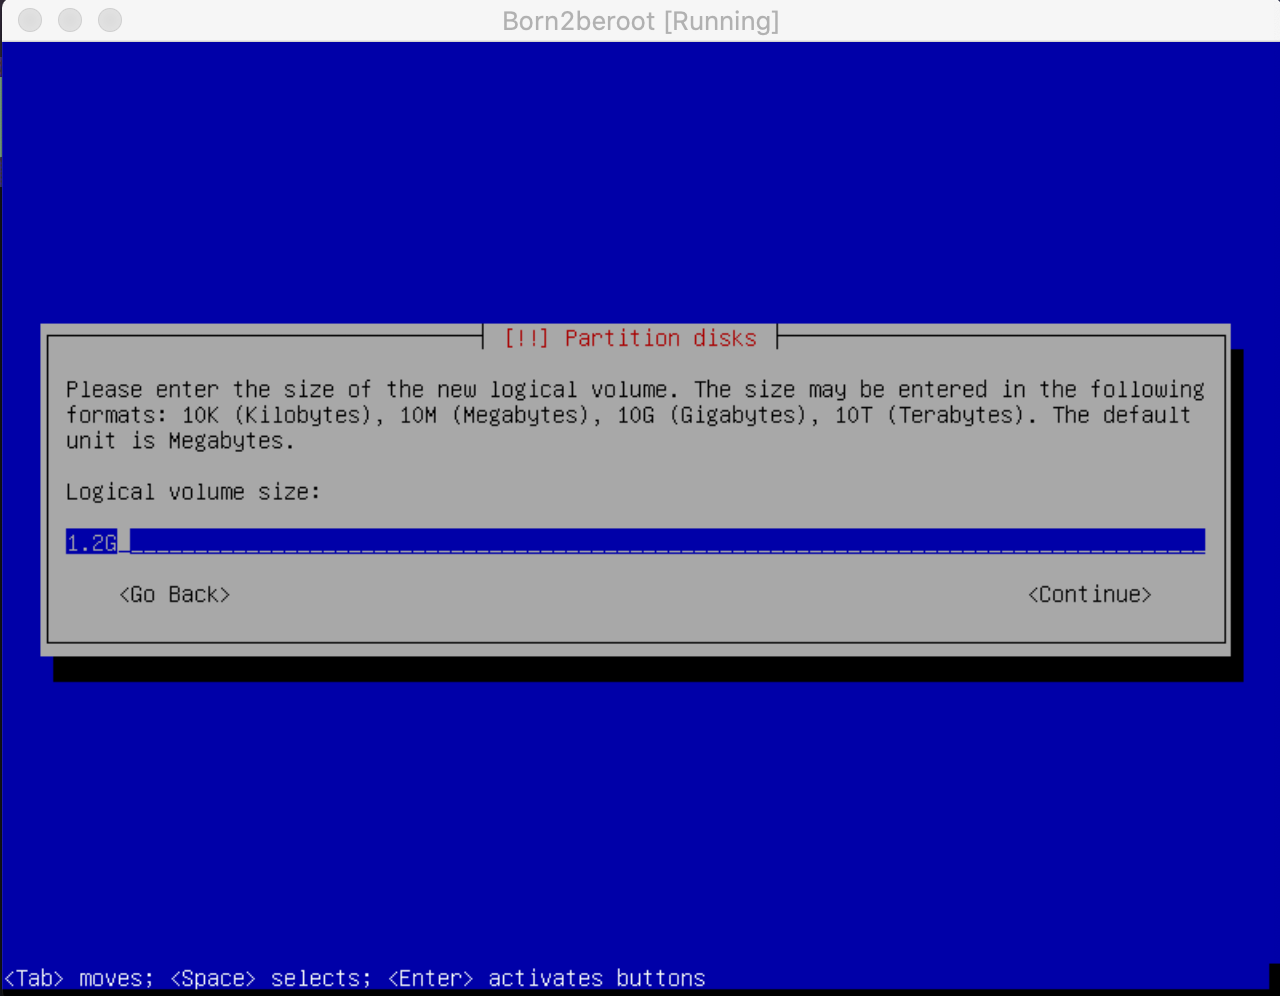 Born2beroot [Running]
[!!] Partition disks
Please enter the size of the new logical volume. The size may be entered in the following
formats: 10K (Kilobytes), 10M (Megabytes), 10G (Gigabytes), 10T (Terabytes). The default
unit is Megabytes.
Logical volume size:
1.2G
<Go Back> <Continue>
<Tab> moves; <Space> selects; <Enter> activates buttons